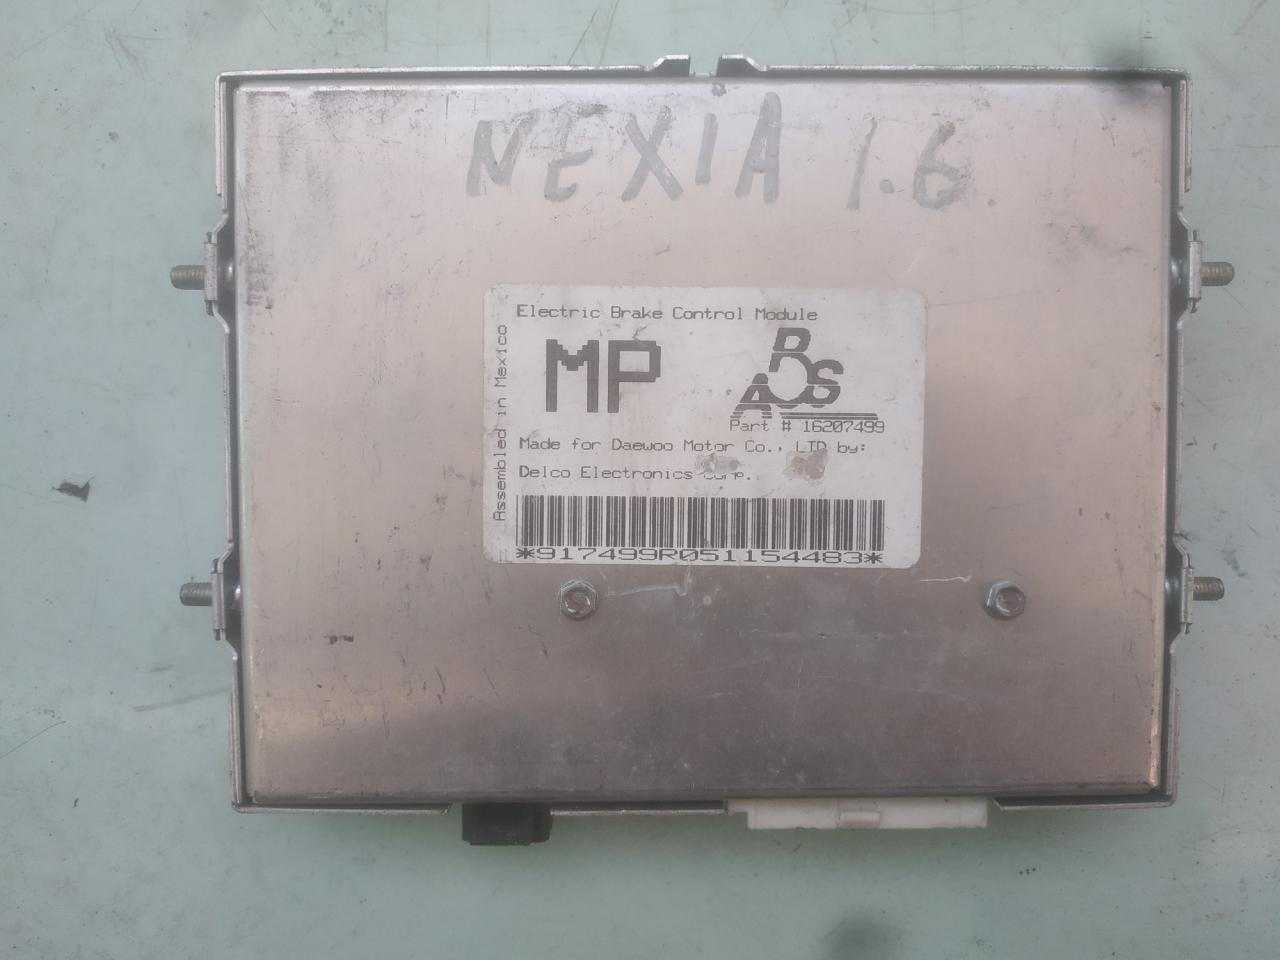 NEXIA 1.6
Electric Brake Control Module
Assembled in Mexico
MP
ABS
Part # 16207499
Made for Daewoo Motor Co., LTD by:
Delco Electronics Corp.
*917499R051154483*